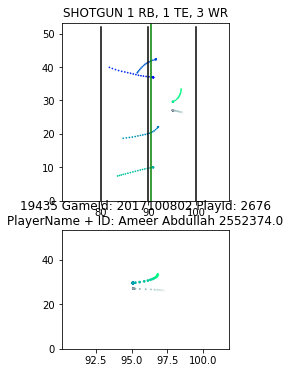 SHOTGUN 1 RB, 1 TE, 3 WR
50
40
30
20
10
0
80 90 100
19435 GameId: 2017100802 PlayId: 2676
PlayerName + ID: Ameer Abdullah 2552374.0
40
20
0
92.5 95.0 97.5 100.0